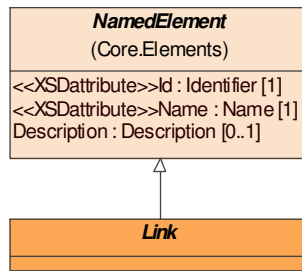 NamedElement
(Core.Elements)
<<XSDattribute>>Id : Identifier [1]
<<XSDattribute>>Name : Name [1]
Description : Description [0..1]
Link